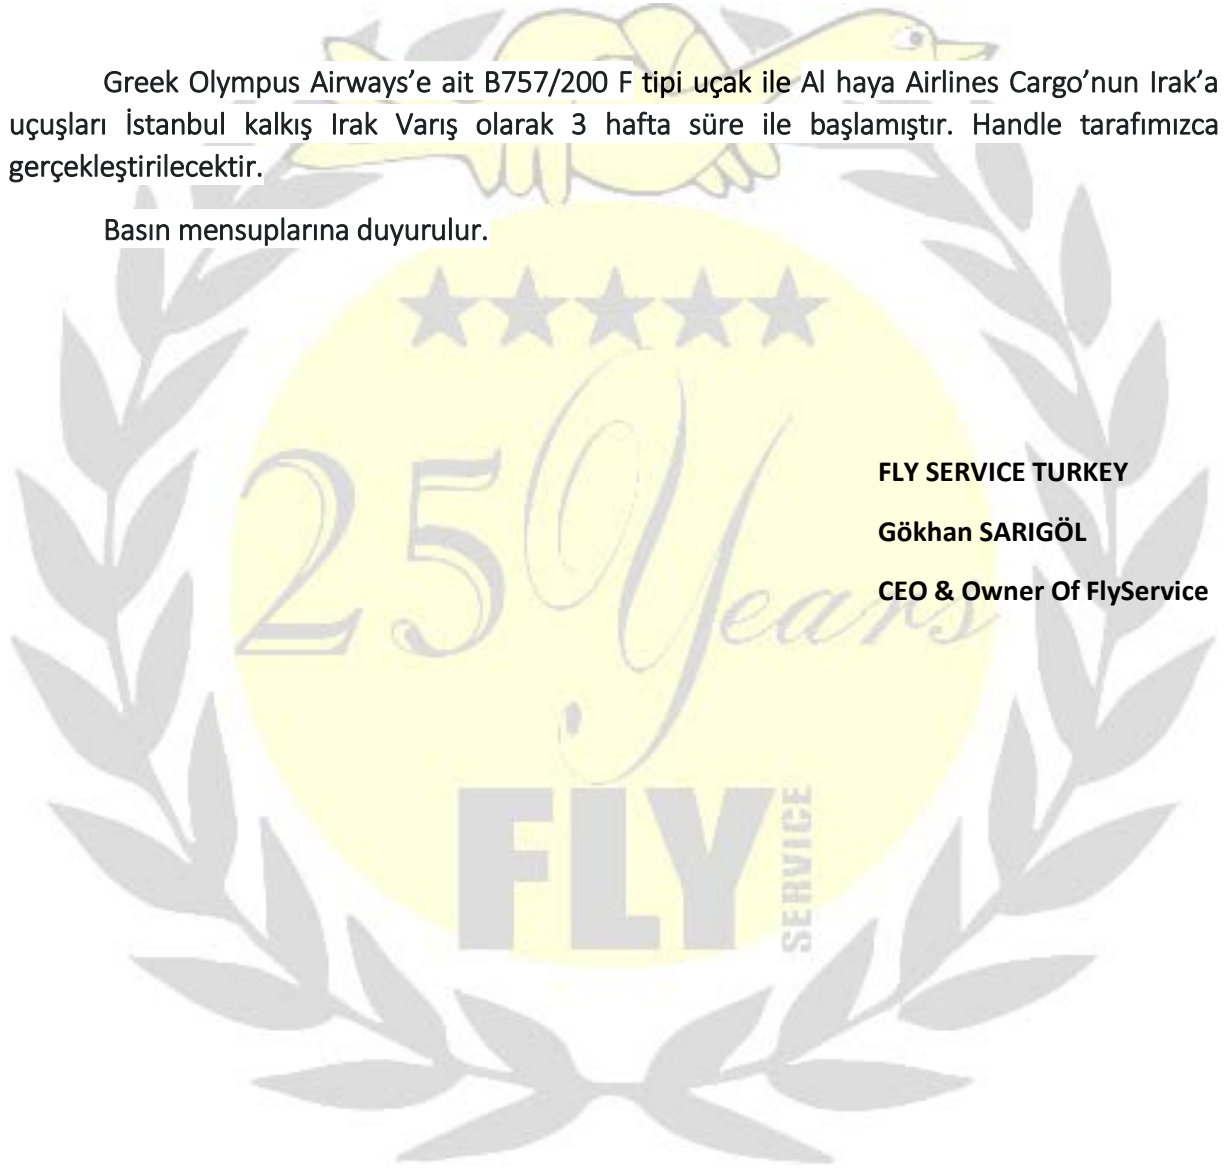 Greek Olympus Airways’e ait B757/200 F tipi uçak ile Al haya Airlines Cargo’nun Irak’a
uçuşları İstanbul kalkış Irak Varış olarak 3 hafta süre ile başlamıştır. Handle tarafımızca
gerçekleştirilecektir.
Basın mensuplarına duyurulur.
FLY SERVICE TURKEY
Gökhan SARIGÖL
CEO & Owner Of FlyService
25 Years
FLY
SERVICE